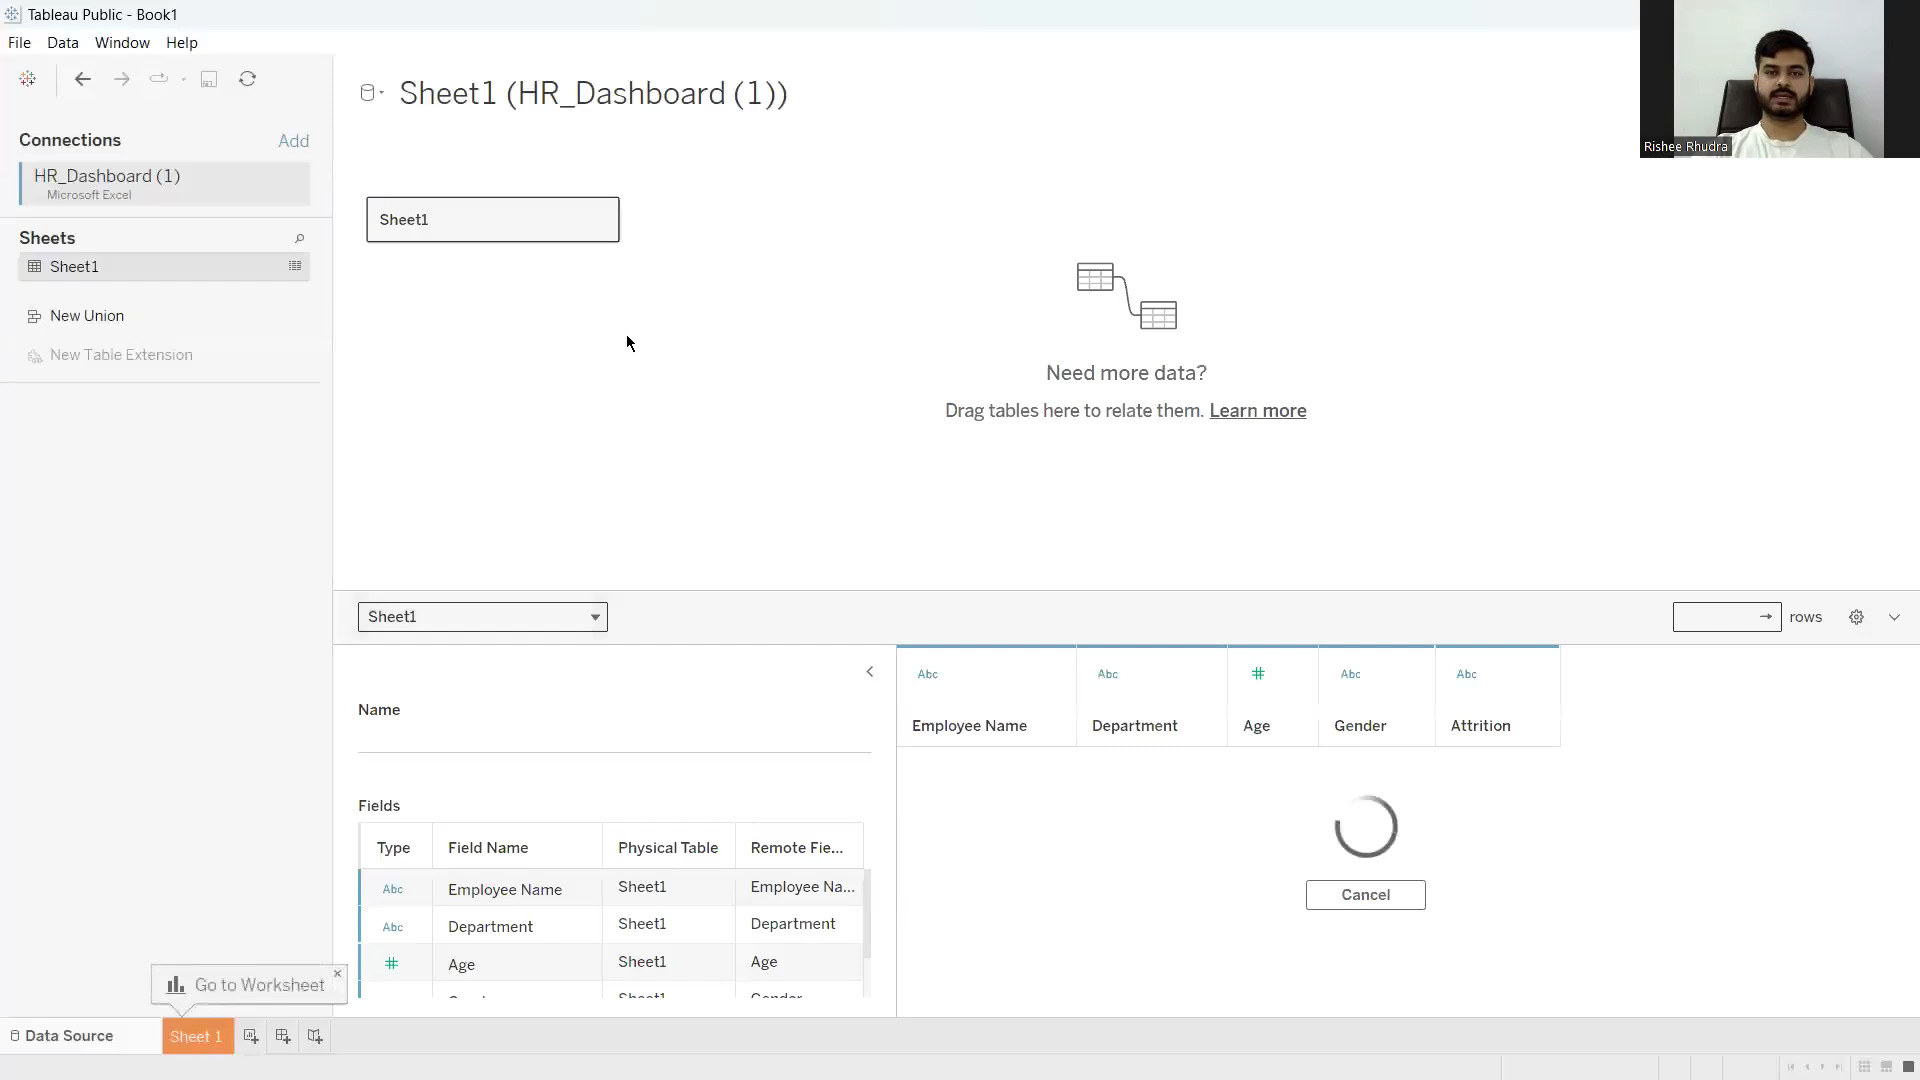 Tableau Public - Book1
File Data Window Help
Rishee Rhudra
Connections Add
HR_Dashboard (1)
Microsoft Excel
Sheets
Sheet1
New Union
New Table Extension
Sheet1 (HR_Dashboard (1))
Sheet1
Need more data?
Drag tables here to relate them. Learn more
Sheet1
→ rows
Name
Fields
Type Field Name Physical Table Remote Fie...
Abc Employee Name Sheet1 Employee Na...
Abc Department Sheet1 Department
# Age Sheet1 Age
Abc Abc # Abc Abc
Employee Name Department Age Gender Attrition
Cancel
Go to Worksheet
Data Source Sheet 1